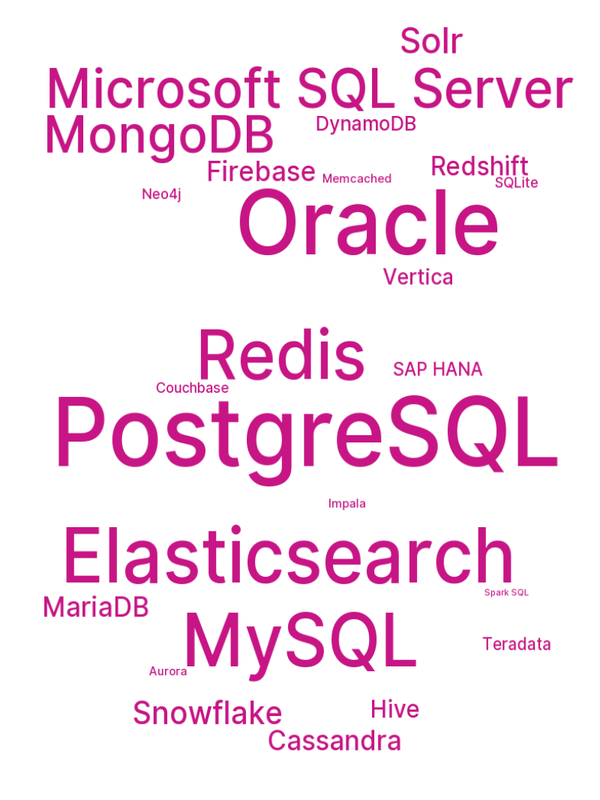 Solr
Microsoft SQL Server
MongoDB
DynamoDB
Firebase
Memcached
Redshift
SQLite
Neo4j
Oracle
Vertica
Redis
SAP HANA
Couchbase
PostgreSQL
Impala
Elasticsearch
Spark SQL
MariaDB
MySQL
Teradata
Aurora
Snowflake
Hive
Cassandra